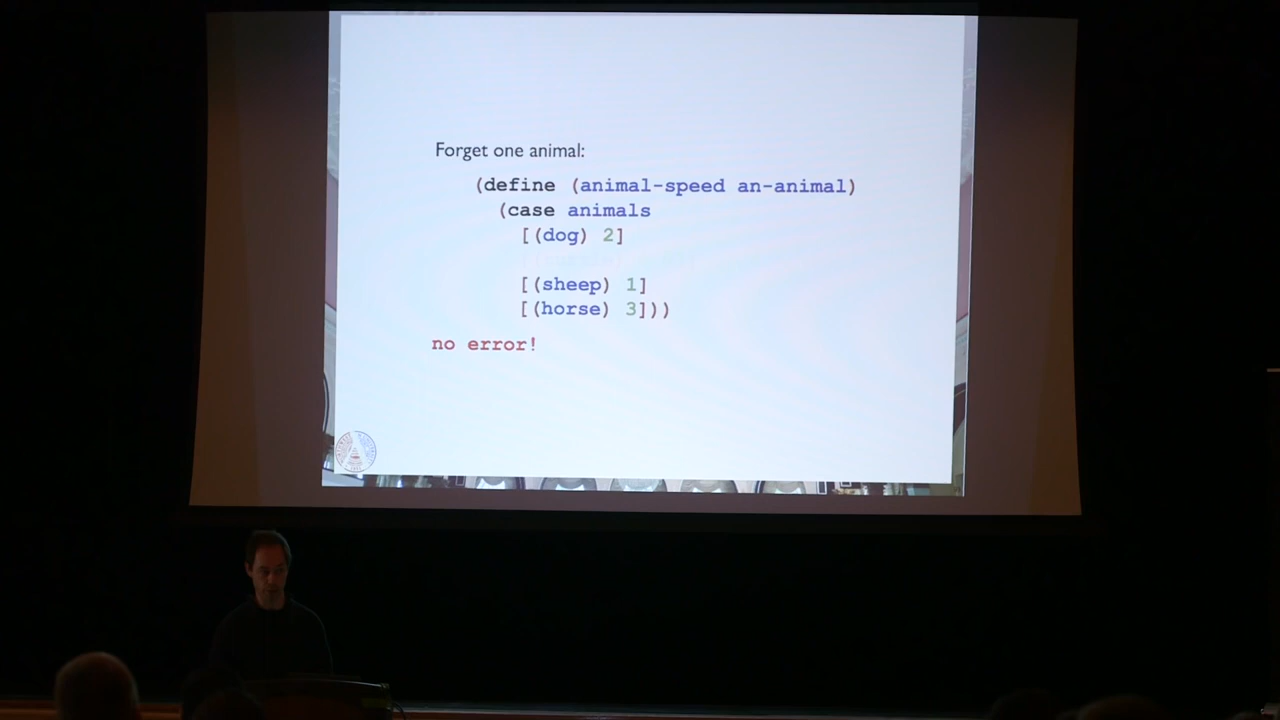 Forget one animal:
(define (animal-speed an-animal)
(case animals
[(dog) 2]
[(sheep) 1]
[(horse) 3]))
no error!